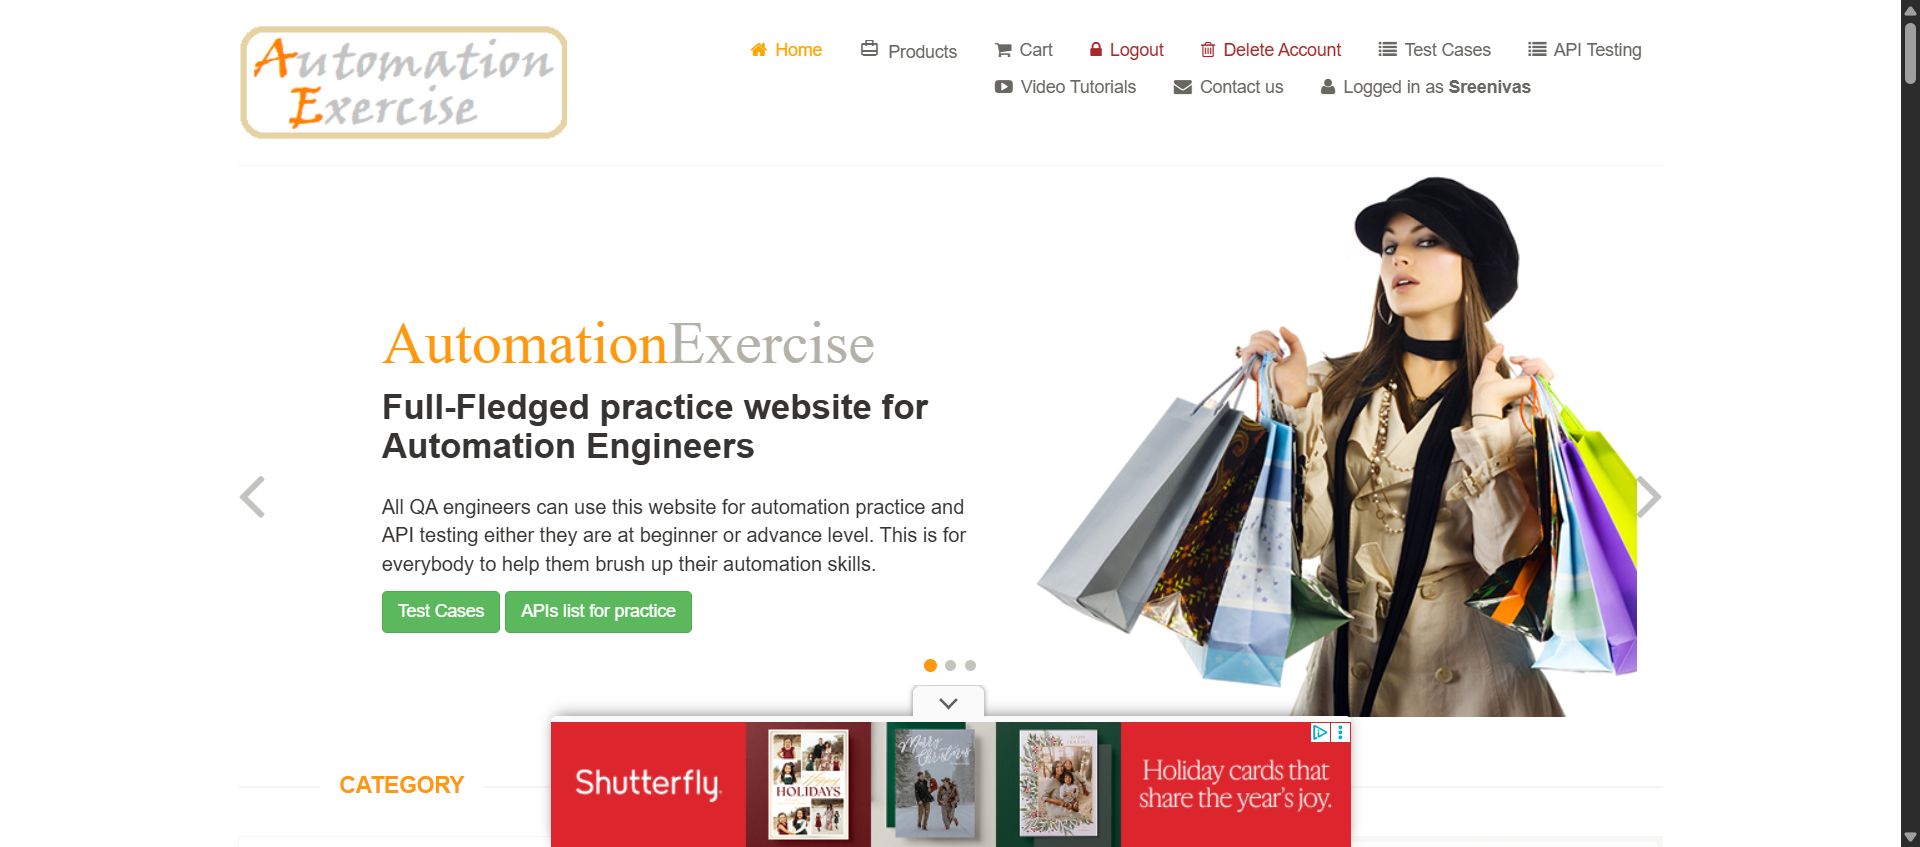 Automation
Exercise
Home Products Cart Logout Delete Account Test Cases API Testing
Video Tutorials Contact us Logged in as Sreenivas
AutomationExercise
Full-Fledged practice website for
Automation Engineers
All QA engineers can use this website for automation practice and
API testing either they are at beginner or advance level. This is for
everybody to help them brush up their automation skills.
Test Cases APIs list for practice
CATEGORY
Shutterfly.
Happy
HOLIDAYS
Merry
Christmas
Holiday cards that
share the year's joy.